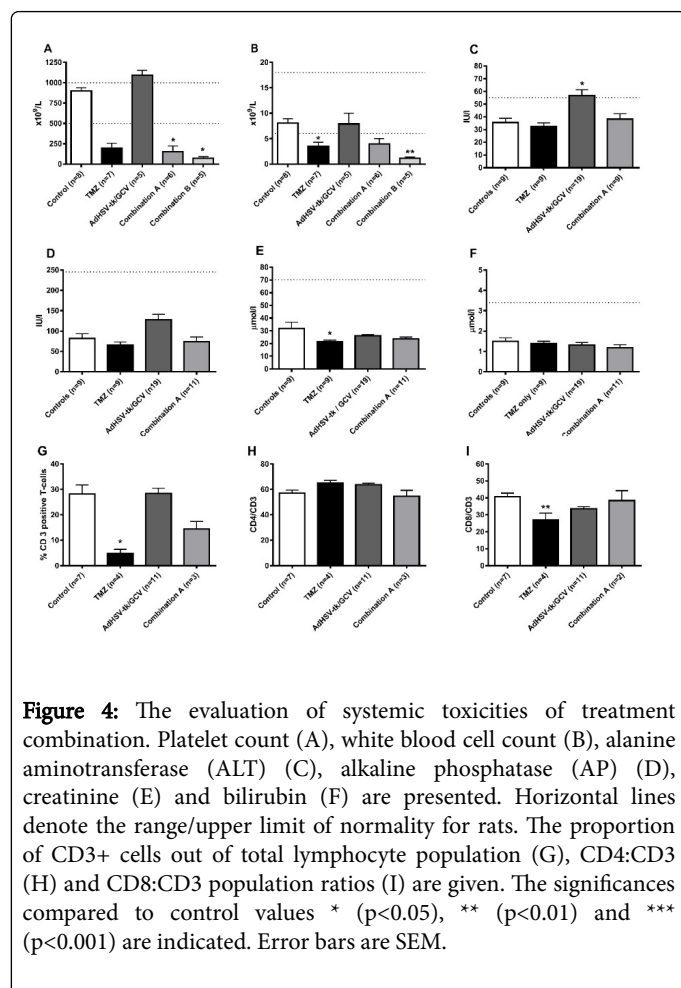 A
B
C
x10⁹/L
1250
1000
750
500
250
0
*
*
Control (n=8)
TMZ (n=7)
AdHSV-tk/GCV (n=5)
Combination A (n=6)
Combination B (n=5)
x10⁹/L
20
15
10
5
0
*
**
Control (n=8)
TMZ (n=7)
AdHSV-tk/GCV (n=5)
Combination A (n=6)
Combination B (n=5)
IU/l
80
70
60
50
40
30
20
10
0
*
Controls (n=9)
TMZ (n=9)
AdHSV-tk/GCV (n=19)
Combination A (n=9)
D
E
F
IU/l
250
200
150
100
50
0
Controls (n=9)
TMZ (n=9)
AdHSV-tk/GCV (n19)
Combination A (n=11)
µmol/l
80
70
60
50
40
30
20
10
0
*
Controls (n=9)
TMZ (n=9)
AdHSV-tk / GCV (n=19)
Combination A (n=11)
µmol/l
5
4
3
2
1
0
Controls (n=9)
TMZ only (n=9)
AdHSV-tk/GCV (n=19)
Combination A (n=11)
G
H
I
% CD 3 positive T-cells
40
30
20
10
0
*
Control (n=7)
TMZ (n=4)
AdHSV-tk/GCV (n=11)
Combination A (n=3)
CD4/CD3
80
60
40
20
0
Control (n=7)
TMZ (n=4)
AdHSV-tk/GCV (n=11)
Combination A (n=3)
CD8/CD3
60
50
40
30
20
10
0
**
Control (n=7)
TMZ (n=4)
AdHSV-tk/GCV (n=11)
Combination A (n=2)
Figure 4: The evaluation of systemic toxicities of treatment
combination. Platelet count (A), white blood cell count (B), alanine
aminotransferase (ALT) (C), alkaline phosphatase (AP) (D),
creatinine (E) and bilirubin (F) are presented. Horizontal lines
denote the range/upper limit of normality for rats. The proportion
of CD3+ cells out of total lymphocyte population (G), CD4:CD3
(H) and CD8:CD3 population ratios (I) are given. The significances
compared to control values * (p<0.05), ** (p<0.01) and ***
(p<0.001) are indicated. Error bars are SEM.